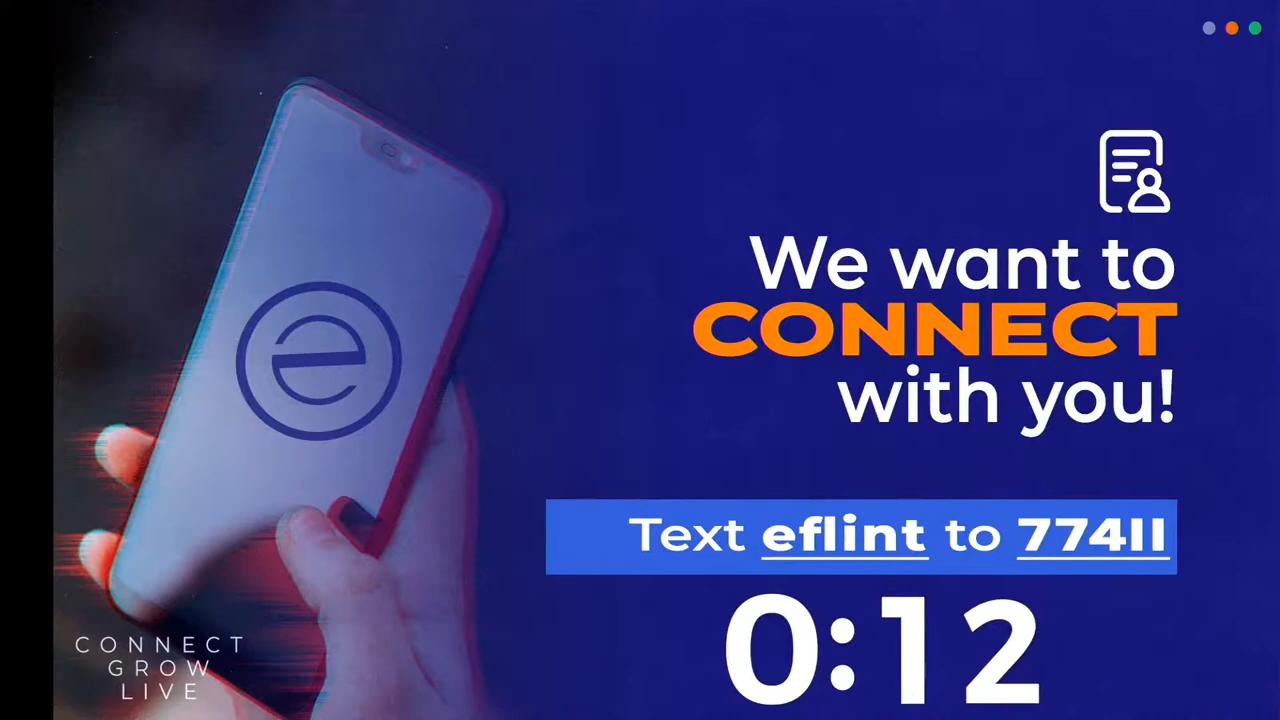 We want to
CONNECT
with you!
Text eflint to 77411
0:12
e
CONNECT
GROW
LIVE